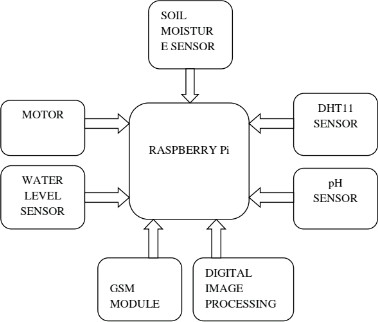 SOIL
MOISTUR
E SENSOR
MOTOR
DHT11
SENSOR
RASPBERRY Pi
WATER
LEVEL
SENSOR
pH
SENSOR
GSM
MODULE
DIGITAL
IMAGE
PROCESSING